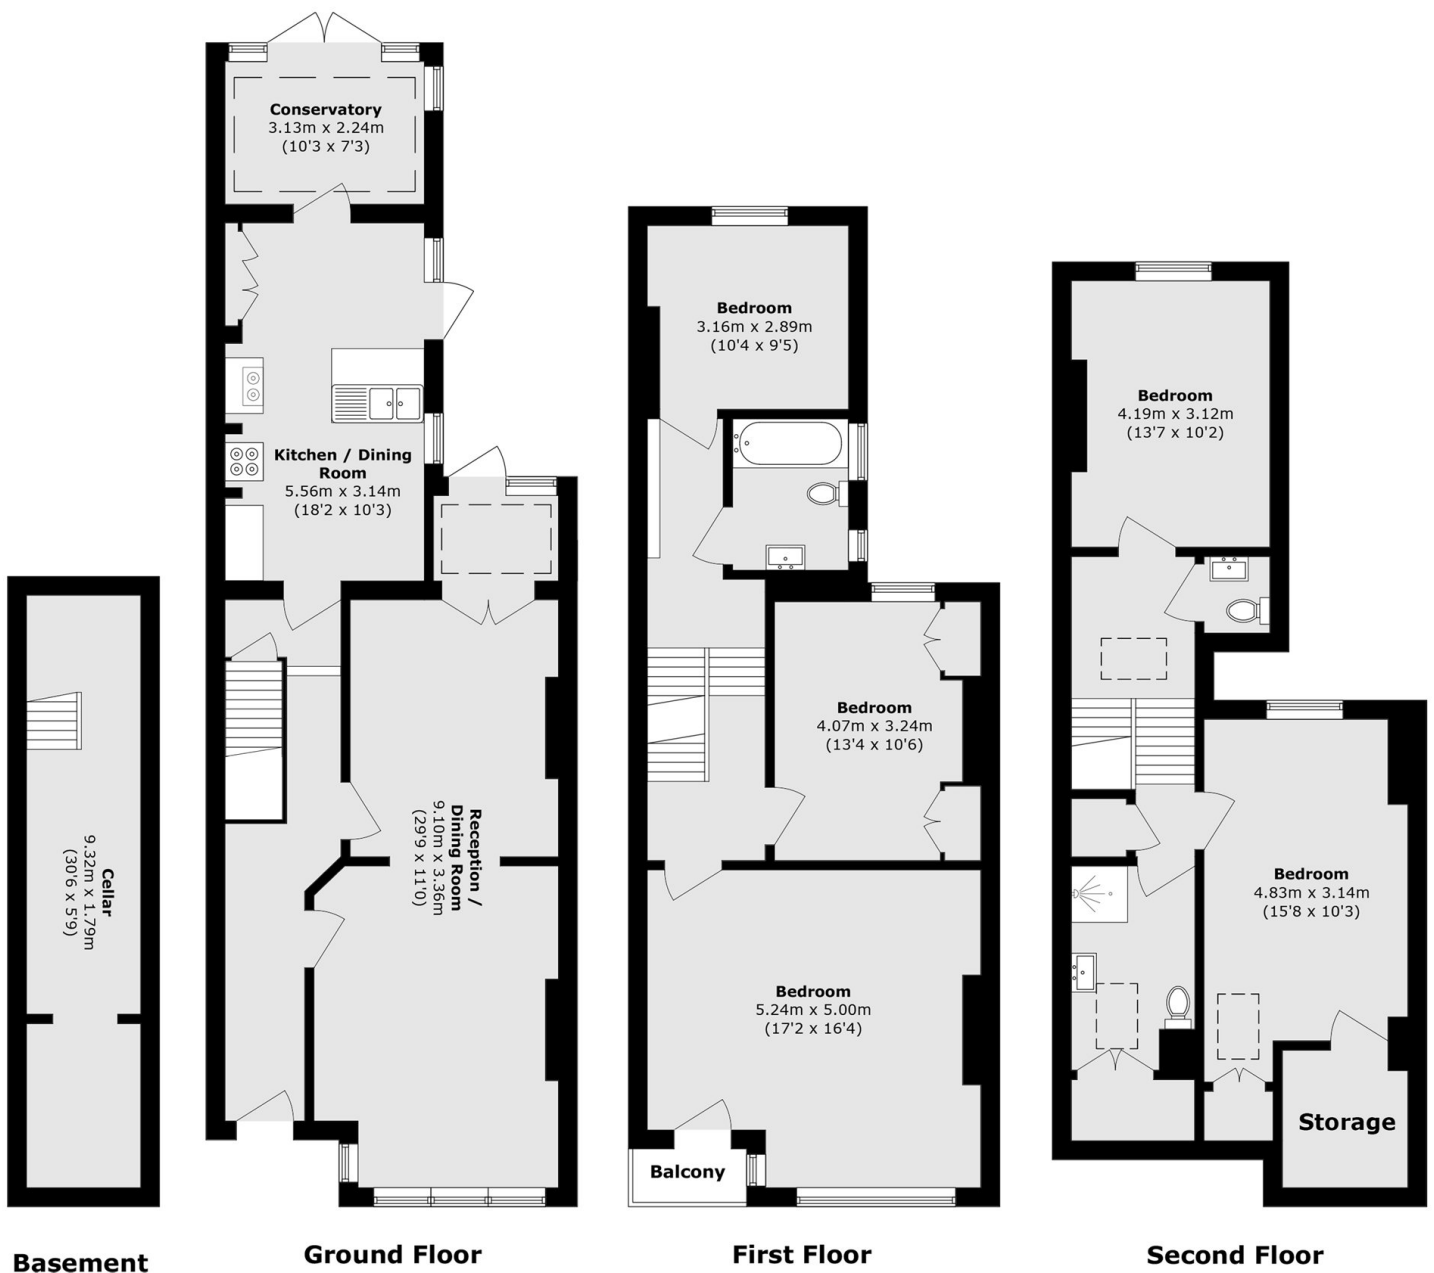 Conservatory
3.13m x 2.24m
(10'3 x 7'3)
Kitchen / Dining
Room
5.56m x 3.14m
(18'2 x 10'3)
Reception /
Dining Room
9.10m x 3.36m
(29'9 x 11'0)
Cellar
9.32m x 1.79m
(30'6 x 5'9)
Bedroom
3.16m x 2.89m
(10'4 x 9'5)
Bedroom
4.07m x 3.24m
(13'4 x 10'6)
Bedroom
5.24m x 5.00m
(17'2 x 16'4)
Balcony
Bedroom
4.19m x 3.12m
(13'7 x 10'2)
Bedroom
4.83m x 3.14m
(15'8 x 10'3)
Storage
Basement
Ground Floor
First Floor
Second Floor